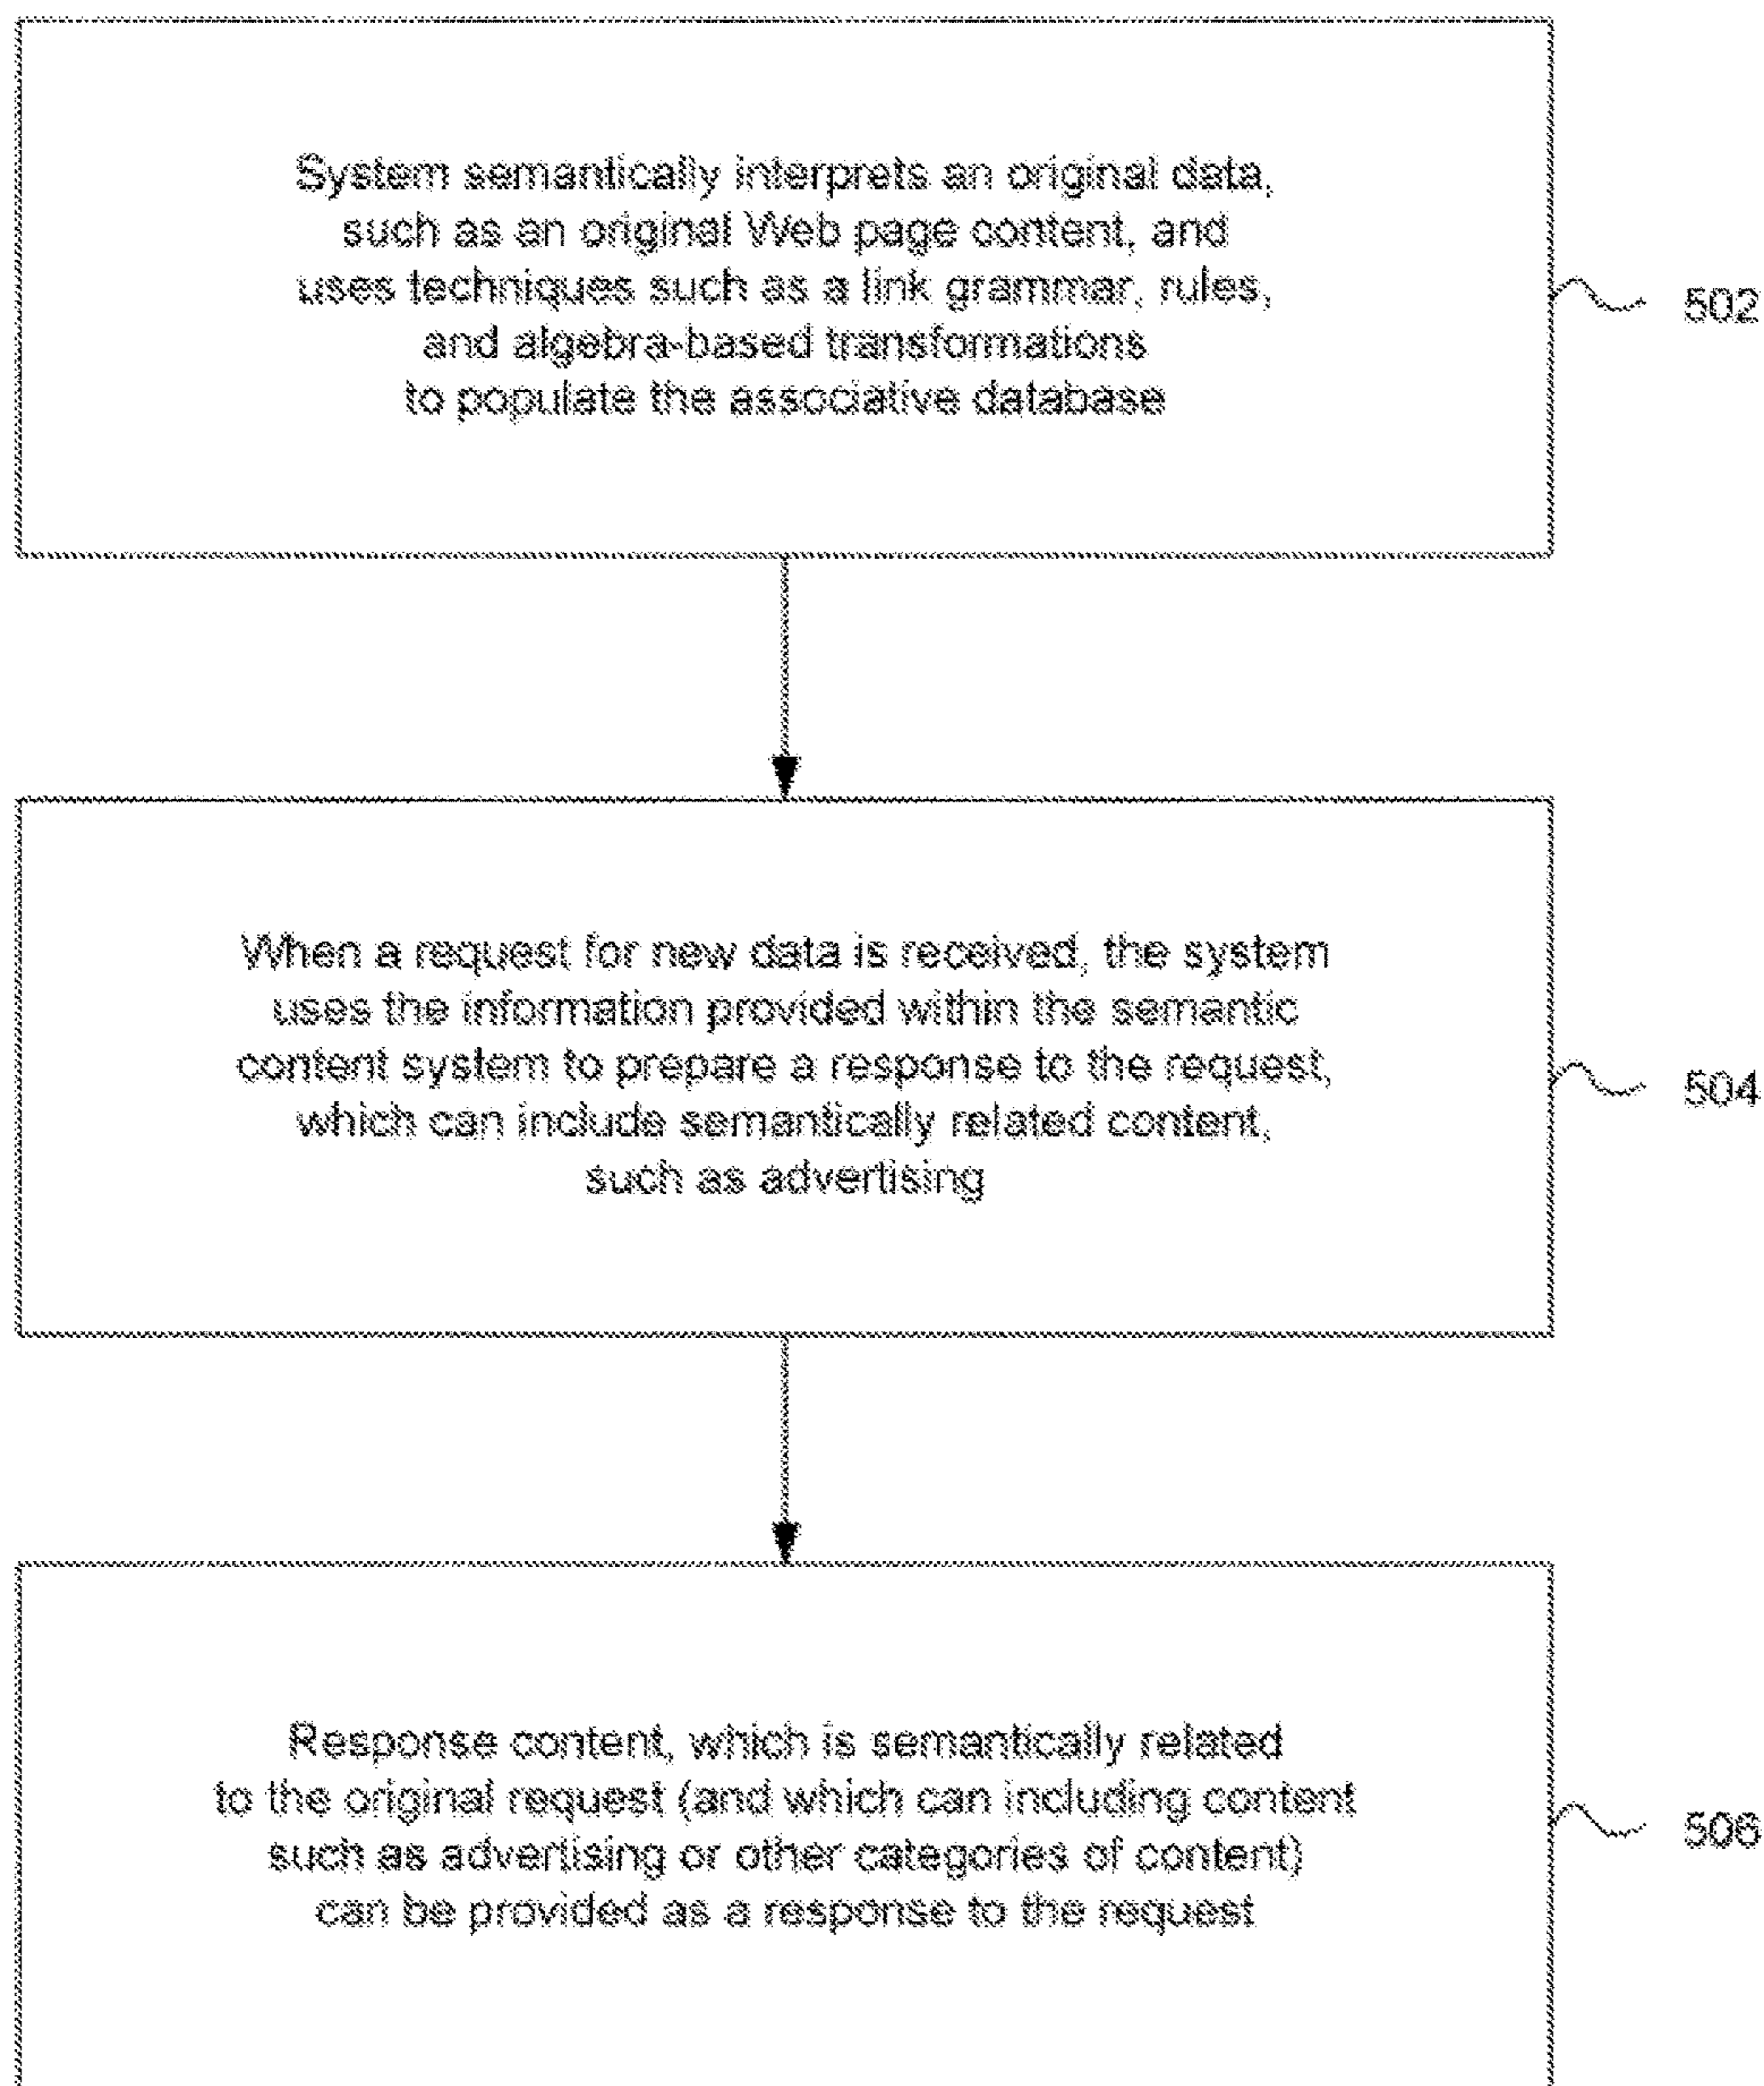 System semantically interprets an original data,
such as an original Web page content, and
uses techniques such as a link grammar, rules,
and algebra-based transformations
to populate the associative database
502
When a request for new data is received, the system
uses the information provided within the semantic
content system to prepare a response to the request,
which can include semantically related content,
such as advertising
504
Response content, which is semantically related
to the original request (and which can including content
such as advertising or other categories of content)
can be provided as a response to the request
506